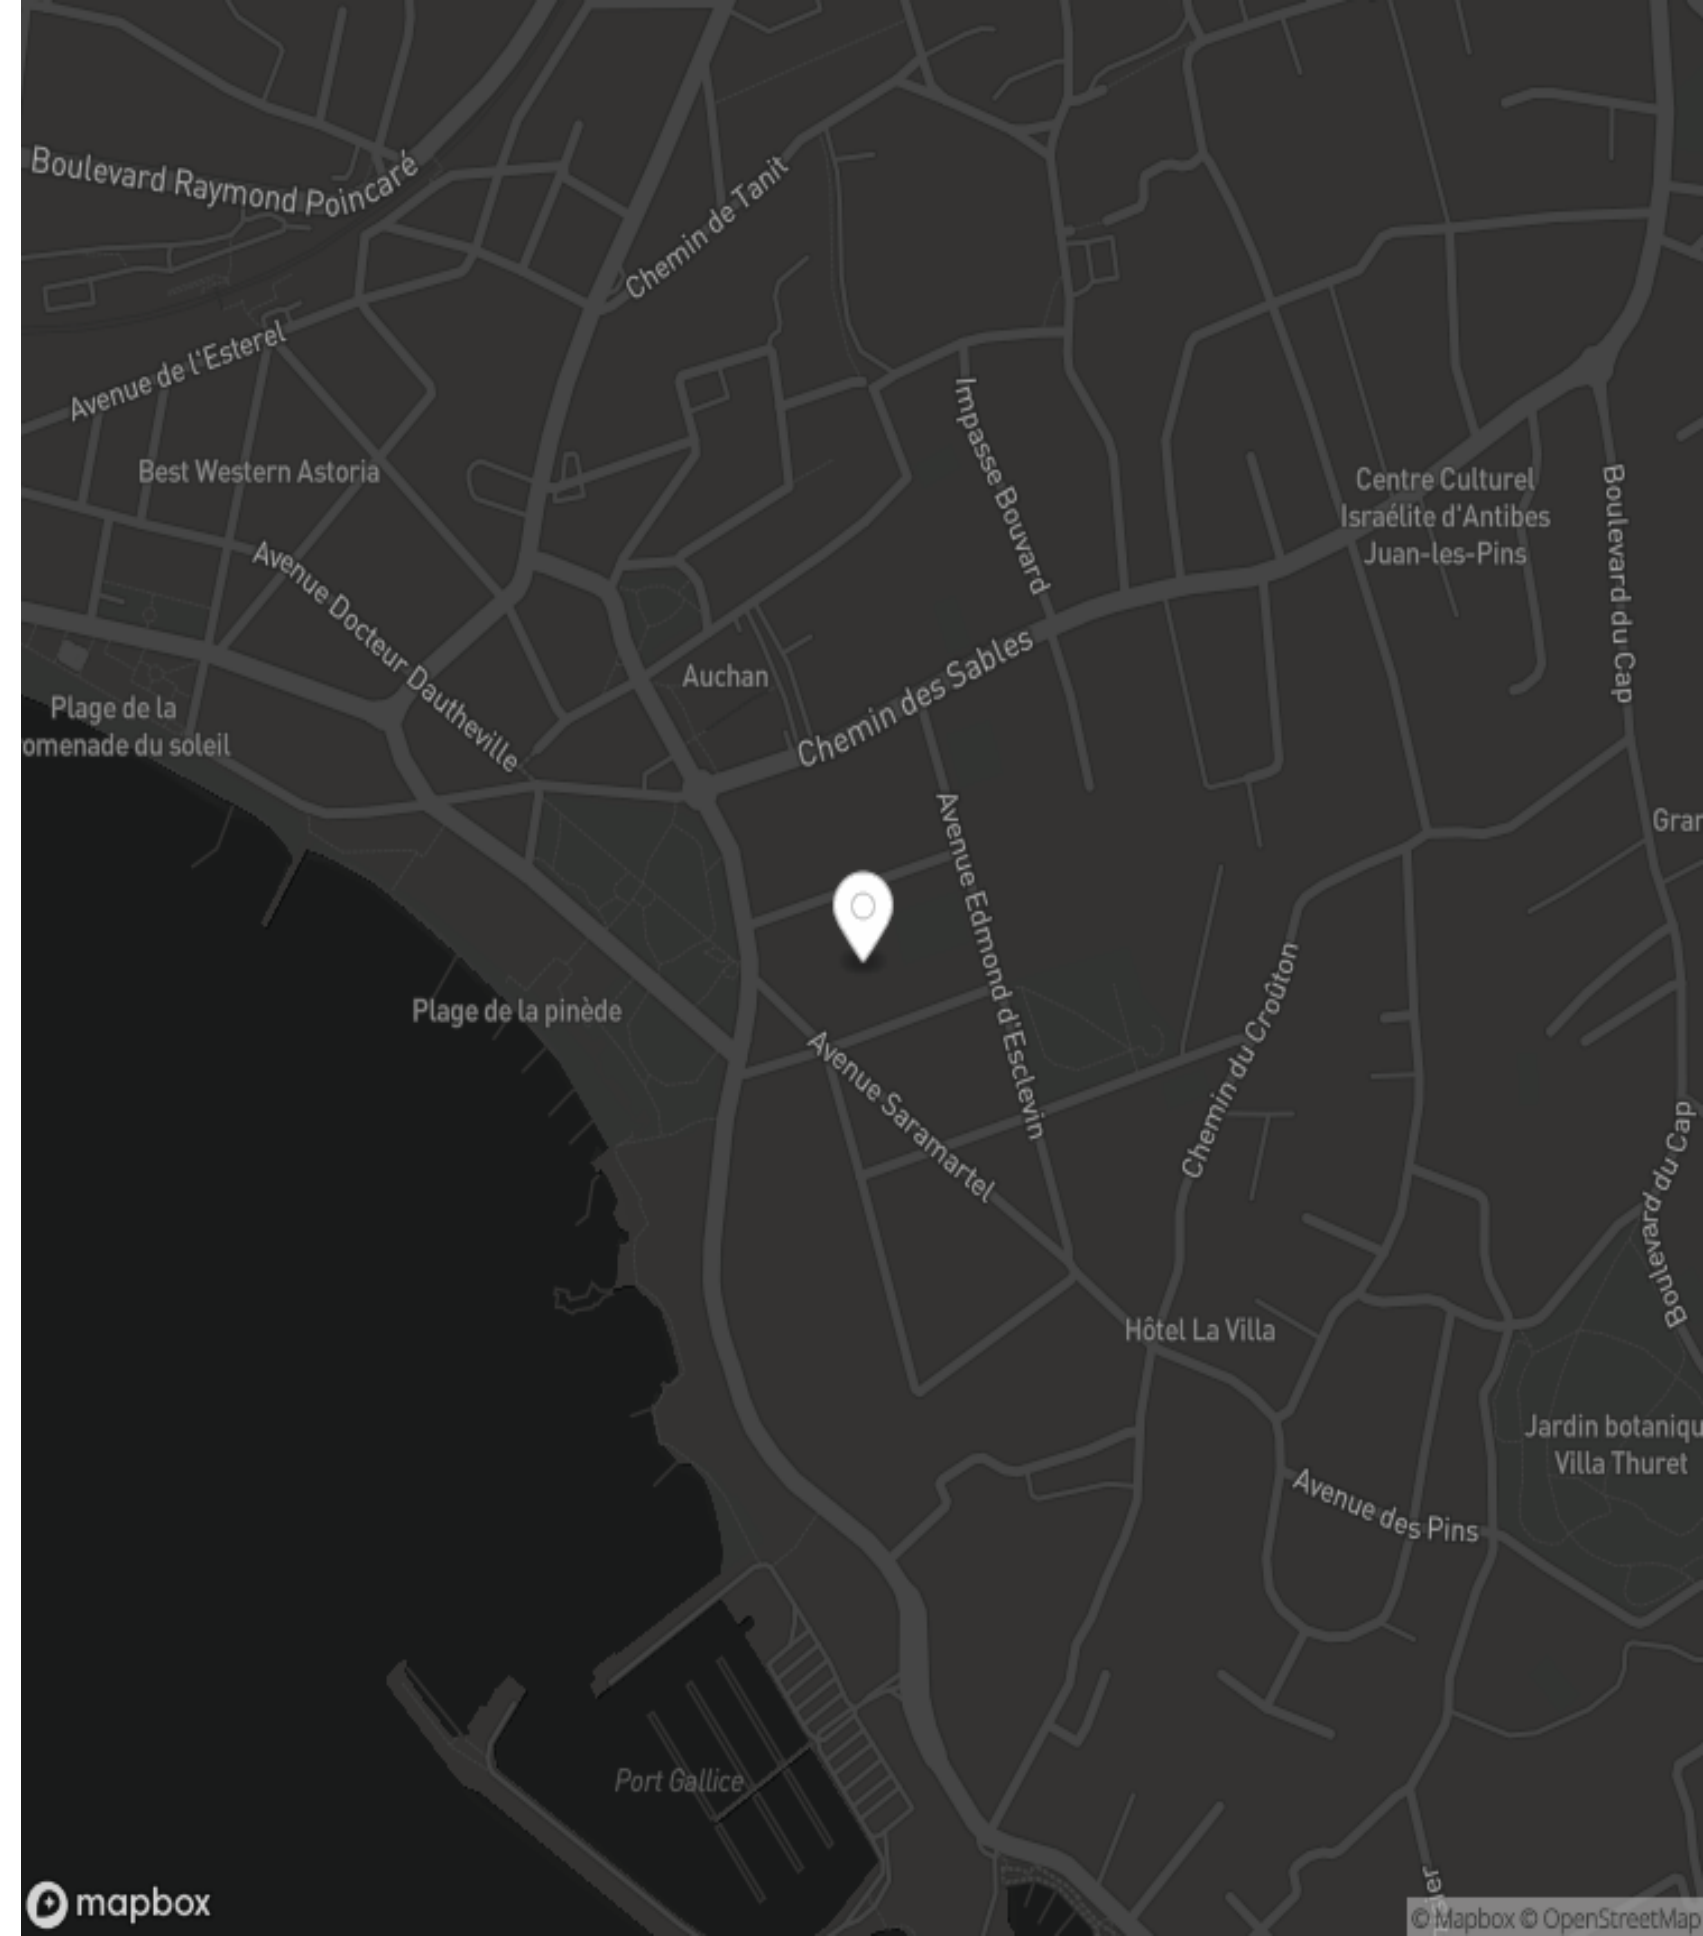 Boulevard Raymond Poincaré
Chemin de Tanit
Avenue de l'Esterel
Best Western Astoria
Impasse Bouvard
Centre Culturel
Israélite d'Antibes
Juan-les-Pins
Boulevard du Cap
Avenue Docteur Dautheville
Auchan
Chemin des Sables
Plage de la
omenade du soleil
Avenue Edmond d'Esclevin
Gran
Plage de la pinède
Chemin du Croûton
Avenue Saramartel
Boulevard du Cap
Hôtel La Villa
Jardin botaniqu
Villa Thuret
Avenue des Pins
Port Gallice
sier
mapbox
© Mapbox © OpenStreetMap